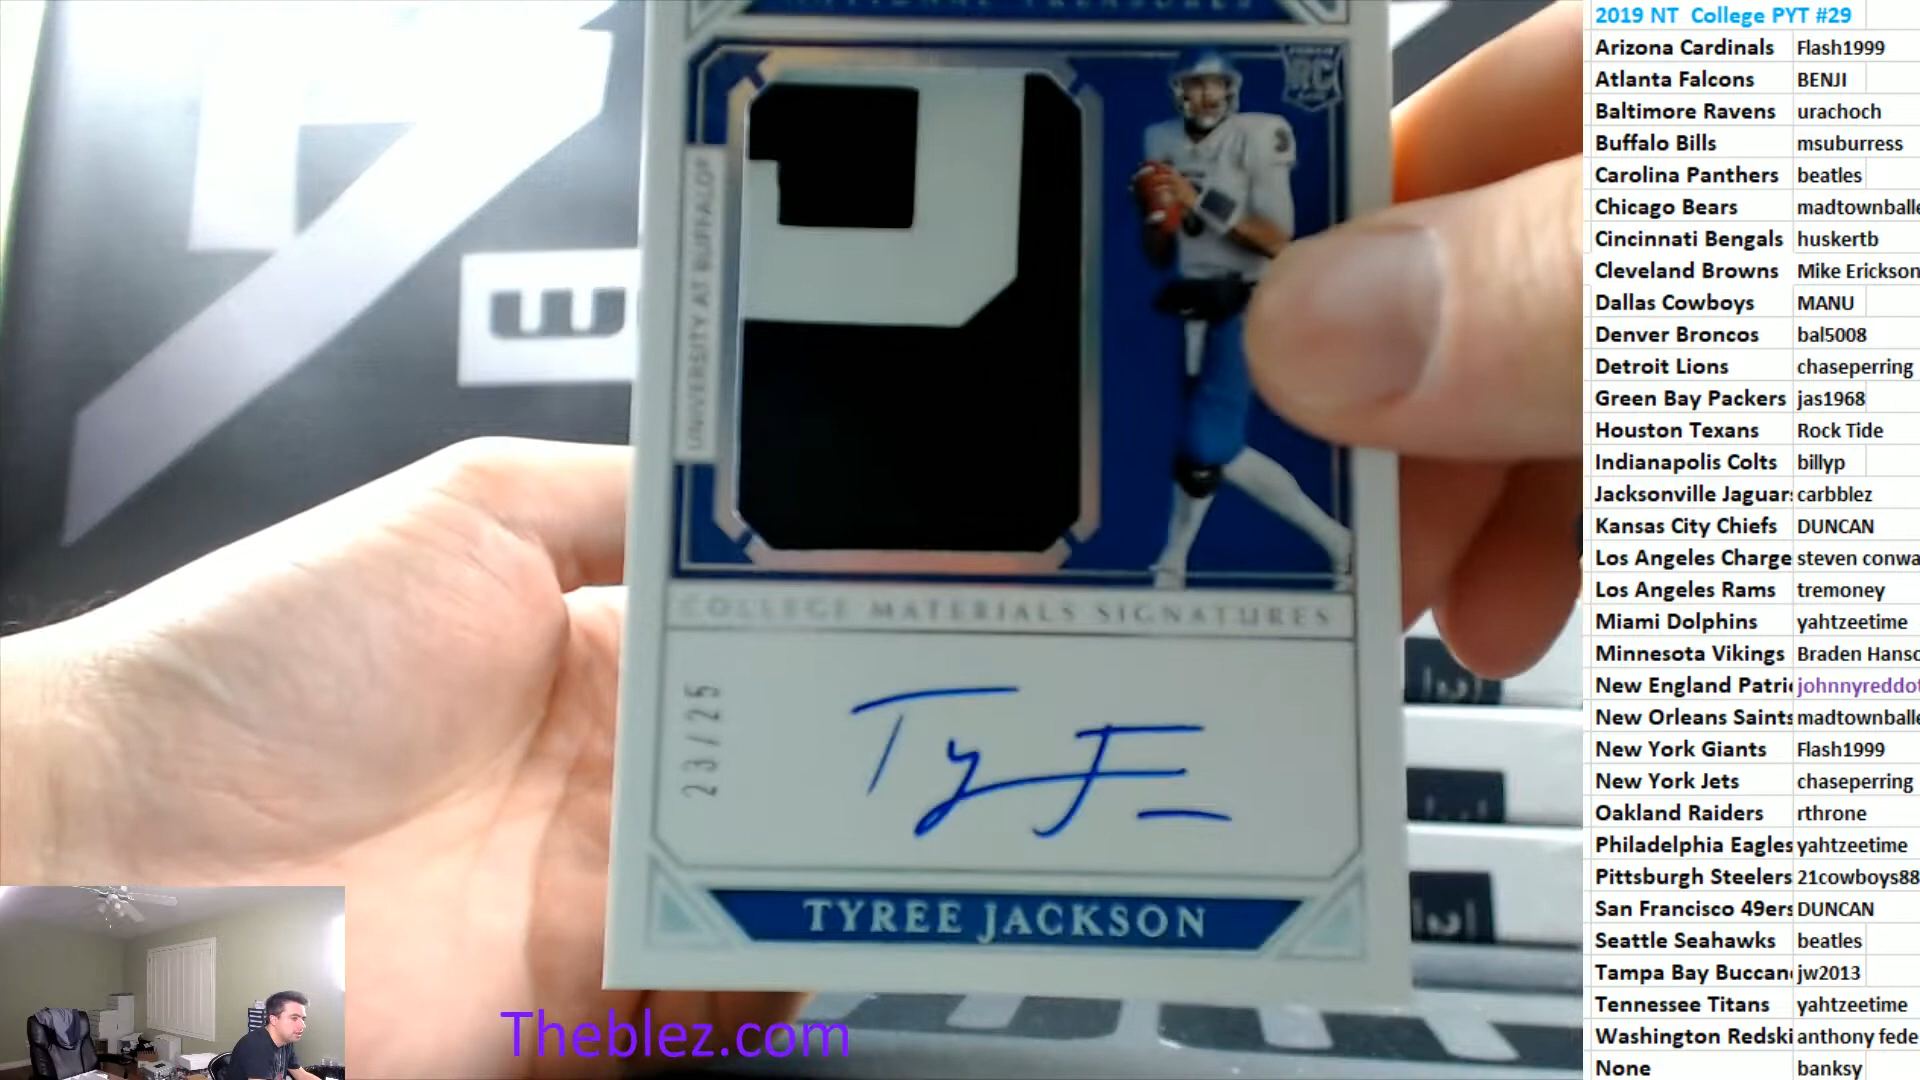 NATIONAL TREASURES
RC
UNIVERSITY AT BUFFALO
3
COLLEGE MATERIALS SIGNATURES
23/25
TYREE JACKSON
Theblez.com
2019 NT College PYT #29
Arizona Cardinals Flash1999
Atlanta Falcons BENJI
Baltimore Ravens urachoch
Buffalo Bills msuburress
Carolina Panthers beatles
Chicago Bears madtownballe
Cincinnati Bengals huskertb
Cleveland Browns Mike Erickson
Dallas Cowboys MANU
Denver Broncos bal5008
Detroit Lions chaseperring
Green Bay Packers jas1968
Houston Texans Rock Tide
Indianapolis Colts billyp
Jacksonville Jaguars carbblez
Kansas City Chiefs DUNCAN
Los Angeles Charge steven conwa
Los Angeles Rams tremoney
Miami Dolphins yahtzeetime
Minnesota Vikings Braden Hanso
New England Patri johnnyreddot
New Orleans Saints madtownballe
New York Giants Flash1999
New York Jets chaseperring
Oakland Raiders rthrone
Philadelphia Eagles yahtzeetime
Pittsburgh Steelers 21cowboys88
San Francisco 49ers DUNCAN
Seattle Seahawks beatles
Tampa Bay Buccan jw2013
Tennessee Titans yahtzeetime
Washington Redski anthony fede
None banksy